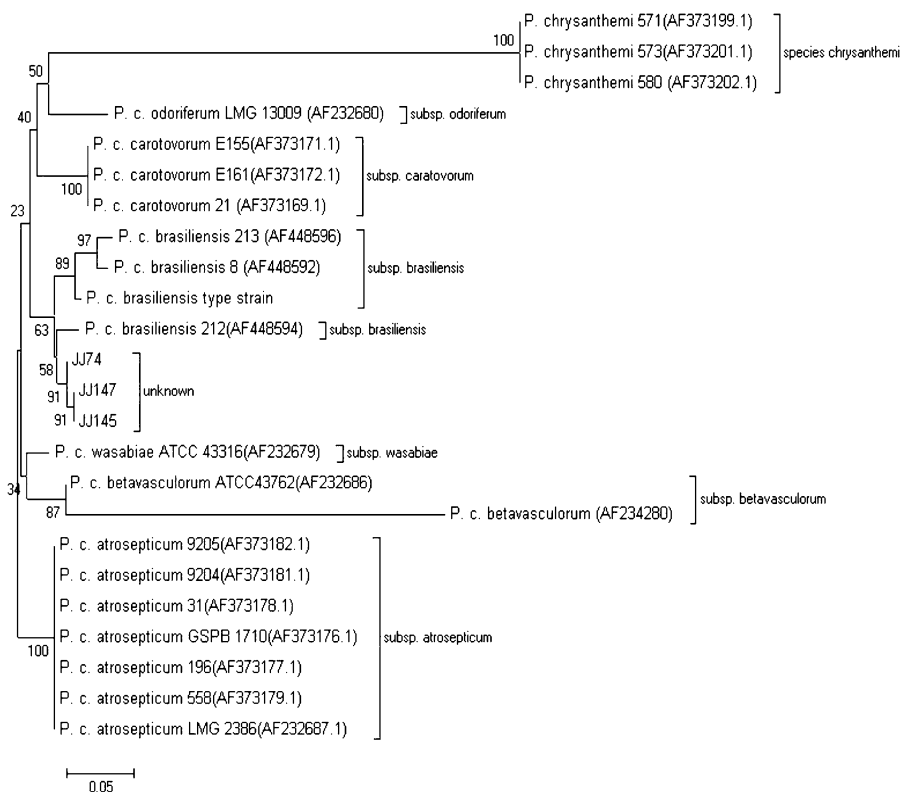 P. chrysanthemi 571(AF373199.1)
100
P. chrysanthemi 573(AF373201.1)
species chrysanthemi
P. chrysanthemi 580 (AF373202.1)
50
P. c. odoriferum LMG 13009 (AF232680)
subsp. odoriferum
40
P. c. carotovorum E155(AF373171.1)
P. c. carotovorum E161(AF373172.1)
subsp. caratovorum
100
P. c. carotovorum 21 (AF373169.1)
23
P. c. brasiliensis 213 (AF448596)
97
89
P. c. brasiliensis 8 (AF448592)
subsp. brasiliensis
P. c. brasiliensis type strain
63
P. c. brasiliensis 212(AF448594)
subsp. brasiliensis
JJ74
58
JJ147
unknown
91
91
JJ145
P. c. wasabiae ATCC 43316(AF232679)
subsp. wasabiae
34
P. c. betavasculorum ATCC43762(AF232686)
subsp. betavasculorum
87
P. c. betavasculorum (AF234280)
P. c. atrosepticum 9205(AF373182.1)
P. c. atrosepticum 9204(AF373181.1)
P. c. atrosepticum 31(AF373178.1)
P. c. atrosepticum GSPB 1710(AF373176.1)
subsp. atrosepticum
100
P. c. atrosepticum 196(AF373177.1)
P. c. atrosepticum 558(AF373179.1)
P. c. atrosepticum LMG 2386(AF232687.1)
0.05